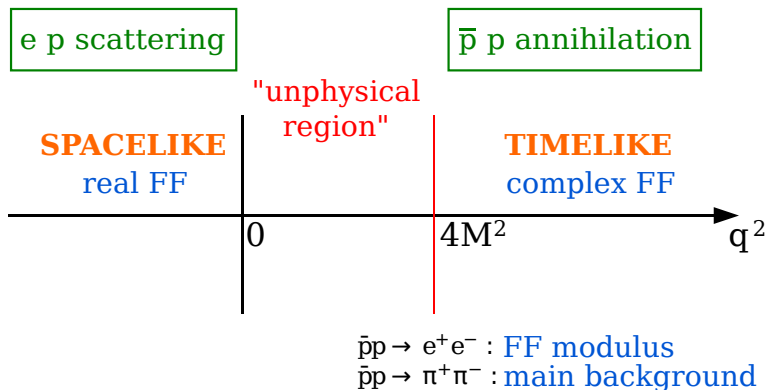 e p scattering
p̅ p annihilation
"unphysical
region"
SPACELIKE
real FF
TIMELIKE
complex FF
0
4M²
q²
p̄p → e⁺e⁻ : FF modulus
p̄p → π⁺π⁻ : main background